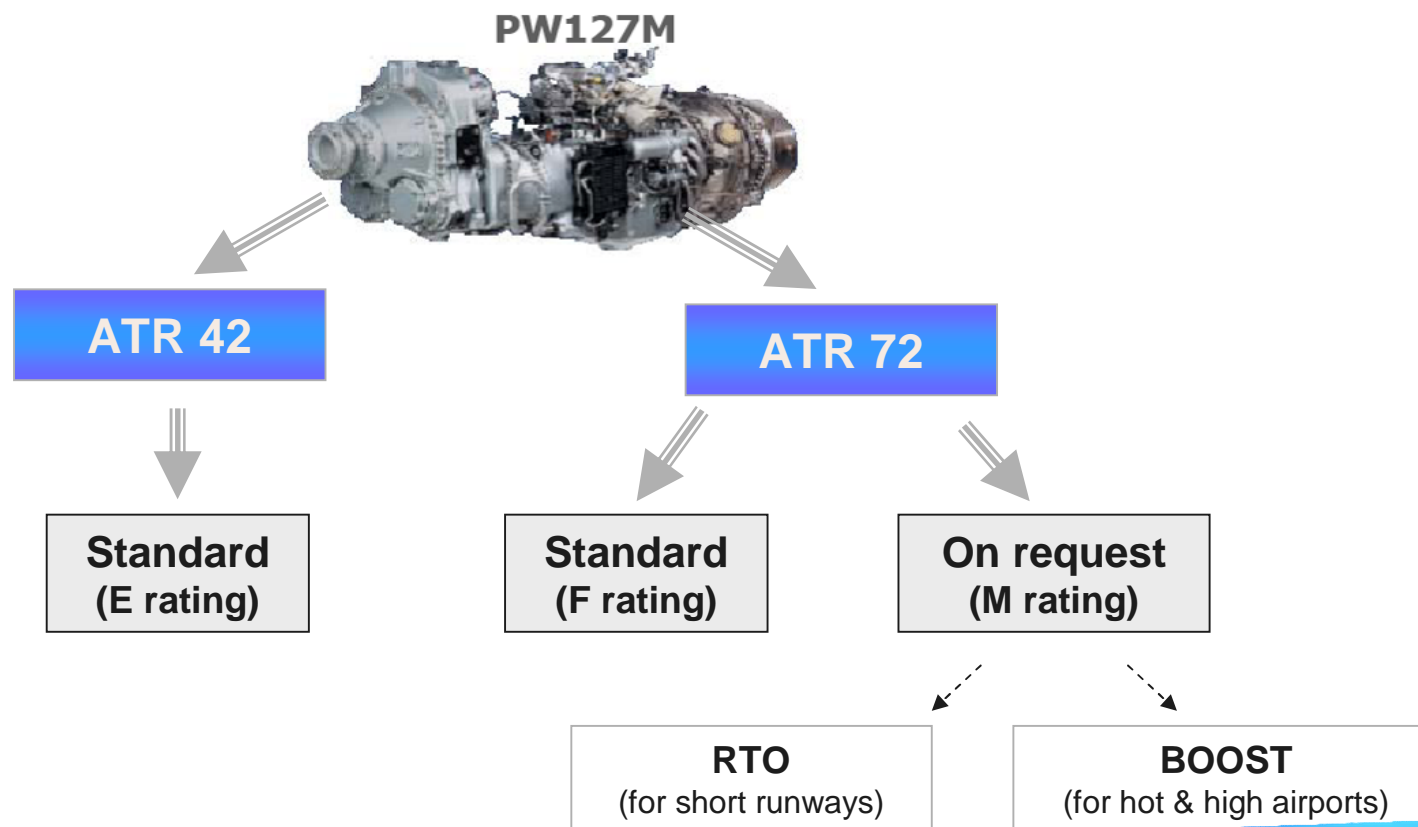 PW127M
ATR 42
ATR 72
Standard
(E rating)
Standard
(F rating)
On request
(M rating)
RTO
(for short runways)
BOOST
(for hot & high airports)